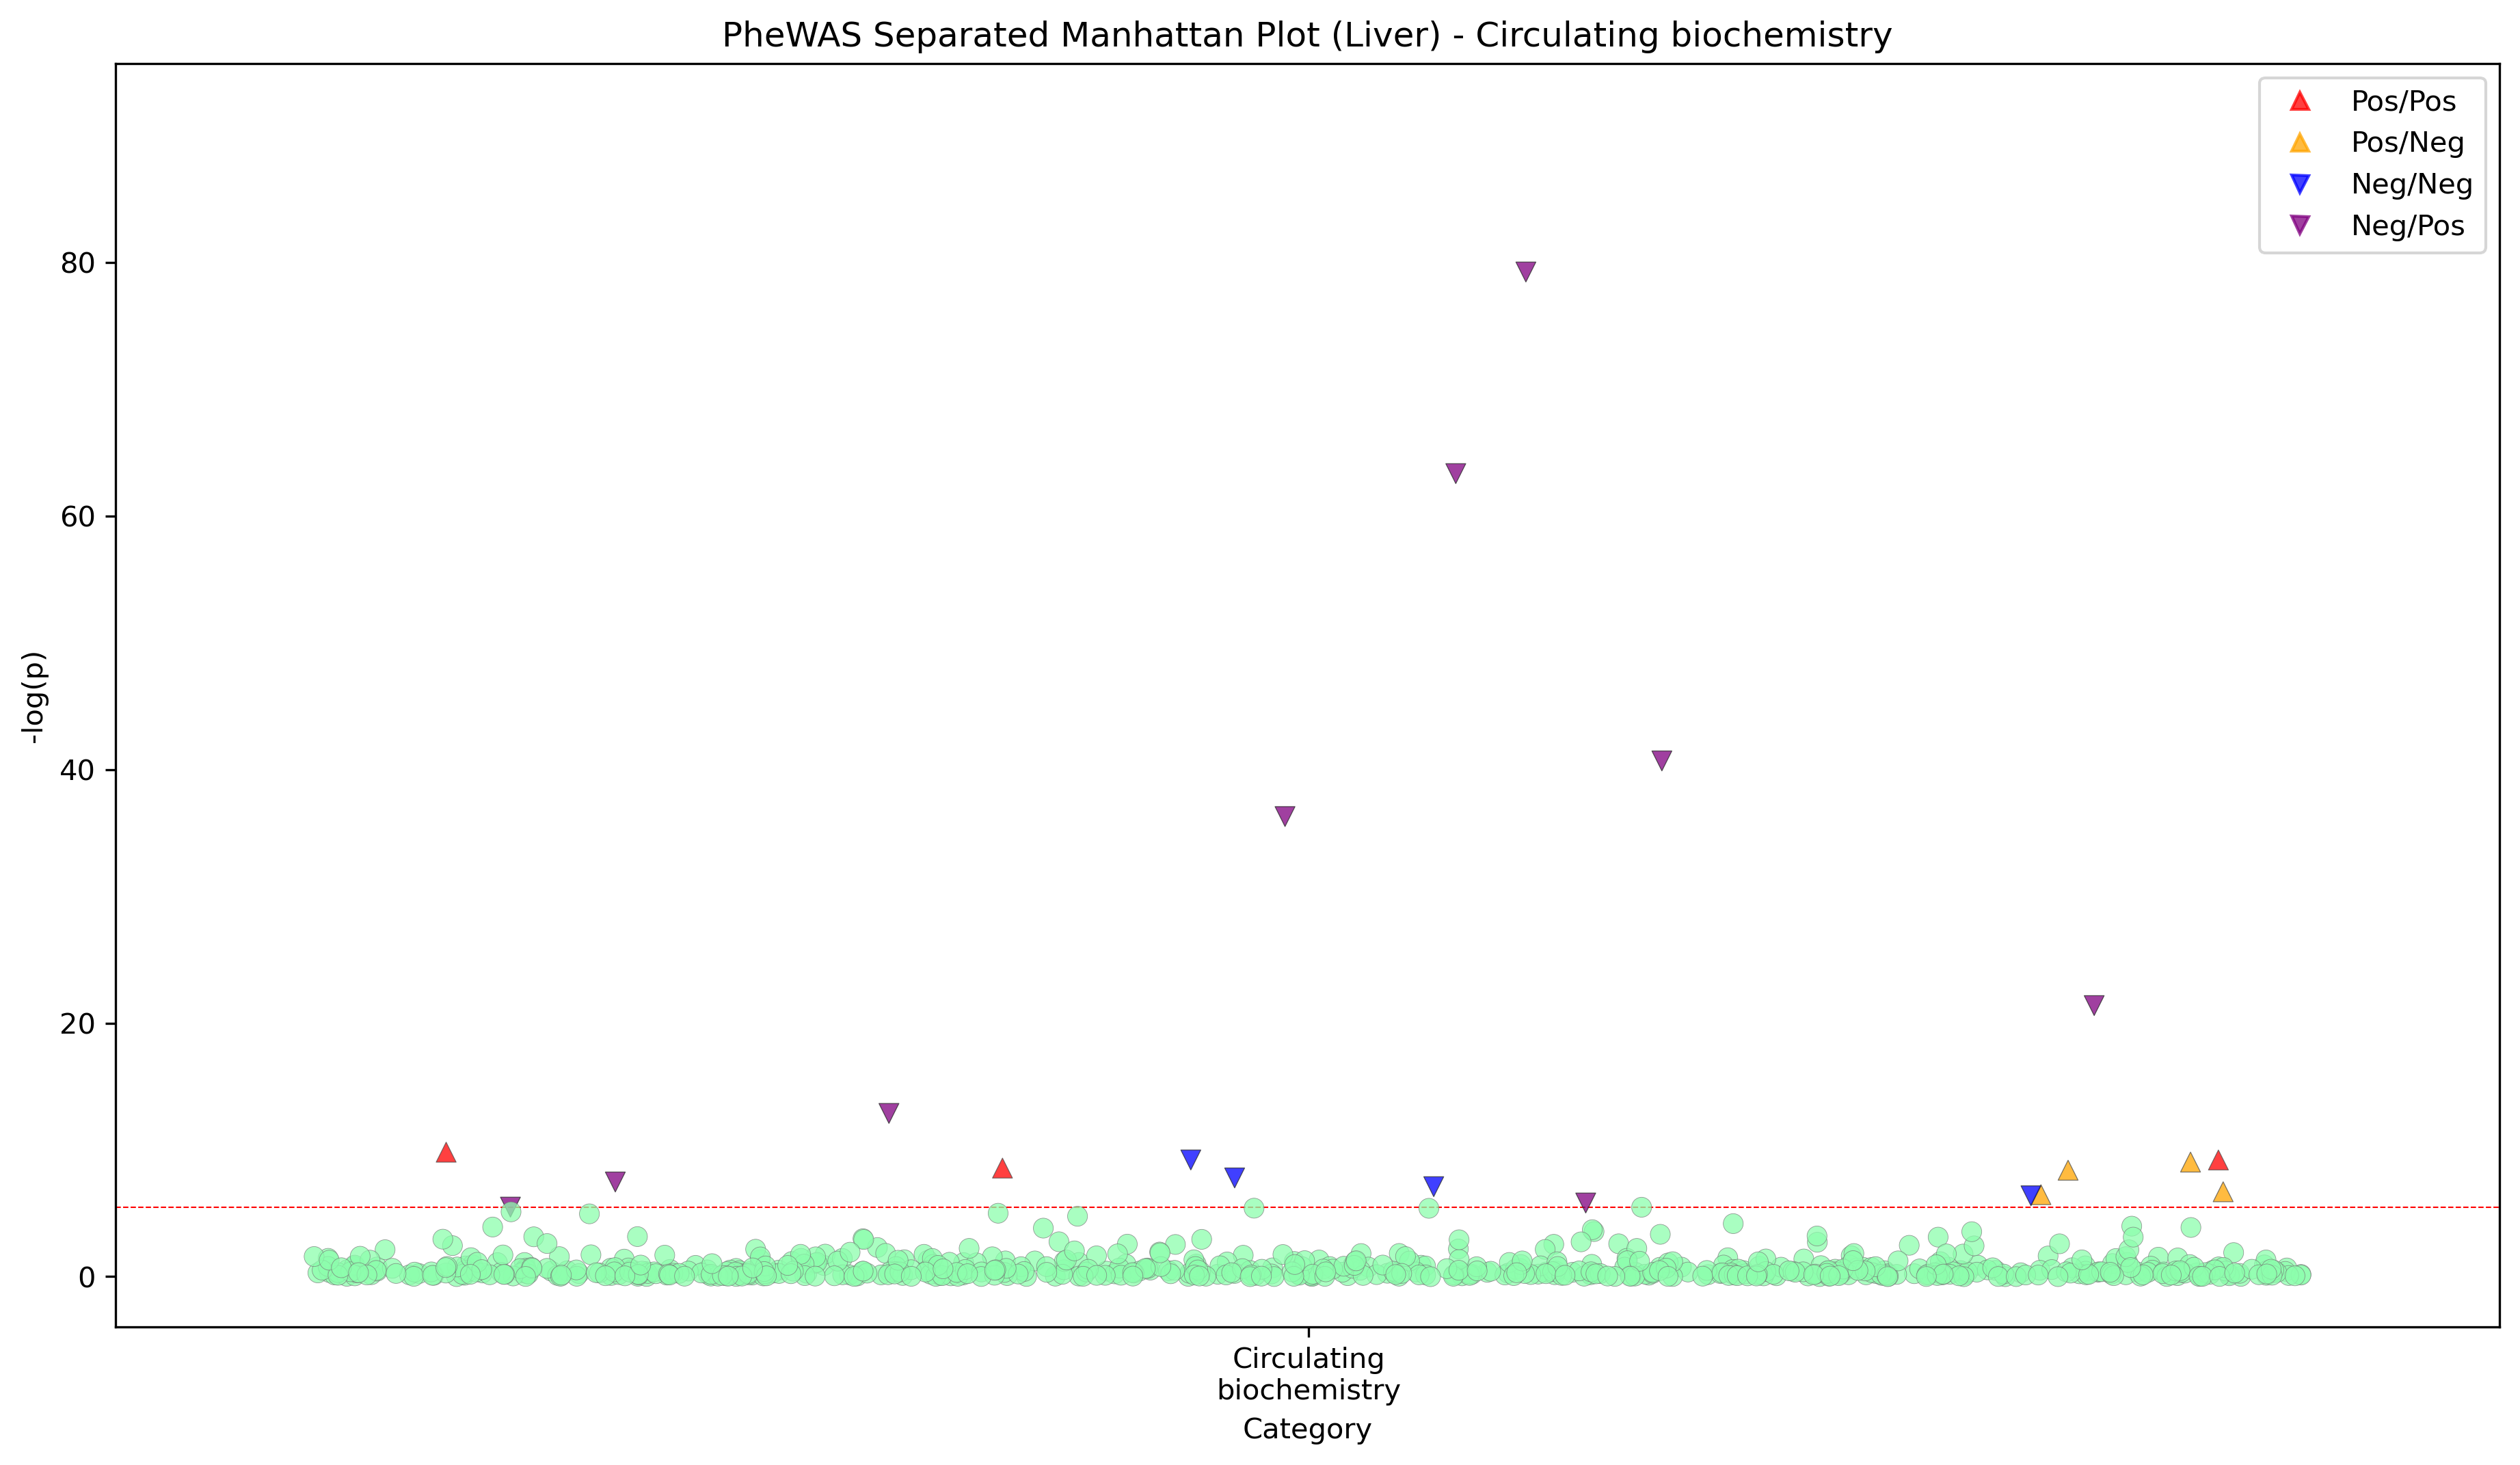 PheWAS Separated Manhattan Plot (Liver) - Circulating biochemistry
Pos/Pos
Pos/Neg
Neg/Neg
Neg/Pos
-log(p)
80
60
40
20
0
Circulating
biochemistry
Category